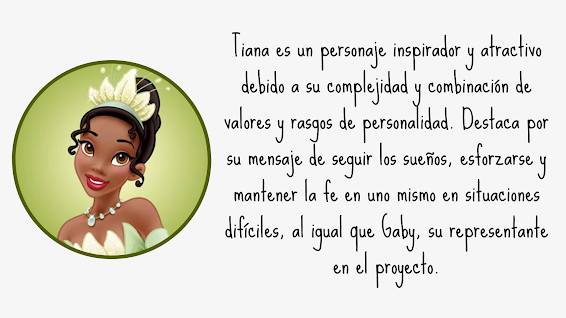 Tiana es un personaje inspirador y atractivo
debido a su complejidad y combinación de
valores y rasgos de personalidad. Destaca por
su mensaje de seguir los sueños, esforzarse y
mantener la fe en uno mismo en situaciones
difíciles, al igual que Gaby, su representante
en el proyecto.